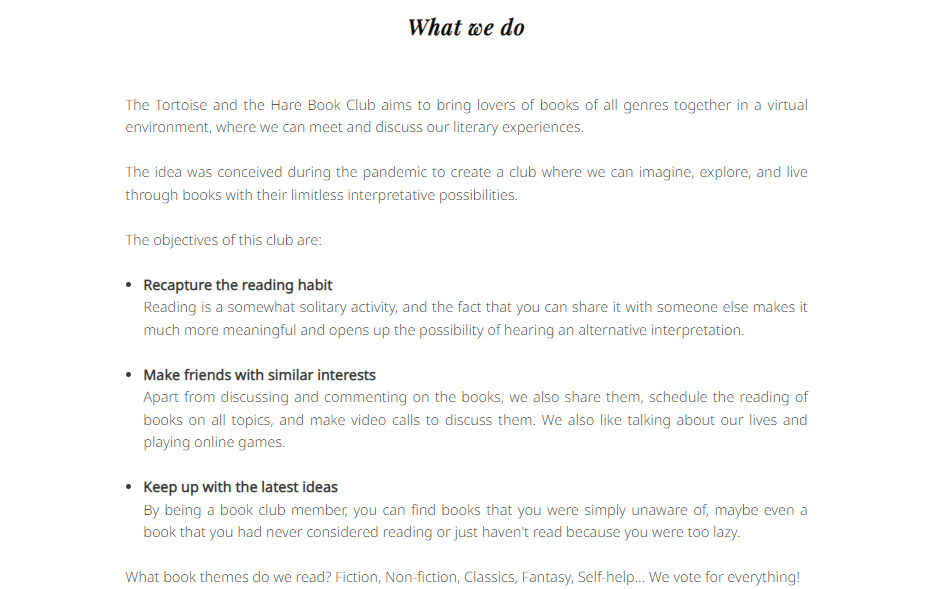 What we do
The Tortoise and the Hare Book Club aims to bring lovers of books of all genres together in a virtual
environment, where we can meet and discuss our literary experiences.
The idea was conceived during the pandemic to create a club where we can imagine, explore, and live
through books with their limitless interpretative possibilities.
The objectives of this club are:
• Recapture the reading habit
Reading is a somewhat solitary activity, and the fact that you can share it with someone else makes it
much more meaningful and opens up the possibility of hearing an alternative interpretation.
• Make friends with similar interests
Apart from discussing and commenting on the books, we also share them, schedule the reading of
books on all topics, and make video calls to discuss them. We also like talking about our lives and
playing online games.
• Keep up with the latest ideas
By being a book club member, you can find books that you were simply unaware of, maybe even a
book that you had never considered reading or just haven't read because you were too lazy.
What book themes do we read? Fiction, Non-fiction, Classics, Fantasy, Self-help... We vote for everything!